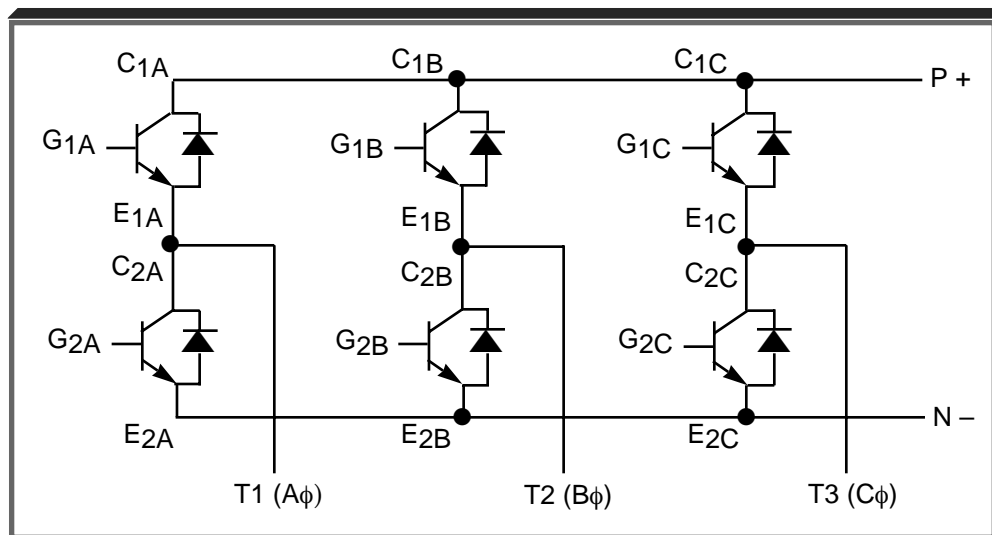 C1A
C1B
C1C
P +
G1A
G1B
G1C
E1A
E1B
E1C
C2A
C2B
C2C
G2A
G2B
G2C
E2A
E2B
E2C
N –
T1 (Aϕ)
T2 (Bϕ)
T3 (Cϕ)